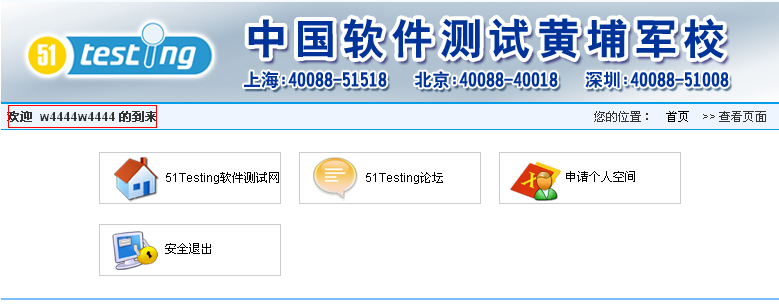 51 testing
中国软件测试黄埔军校
上海:40088-51518 北京:40088-40018 深圳:40088-51008
欢迎 w4444w4444 的到来 您的位置： 首页 >> 查看页面
51Testing软件测试网 51Testing论坛 申请个人空间
安全退出